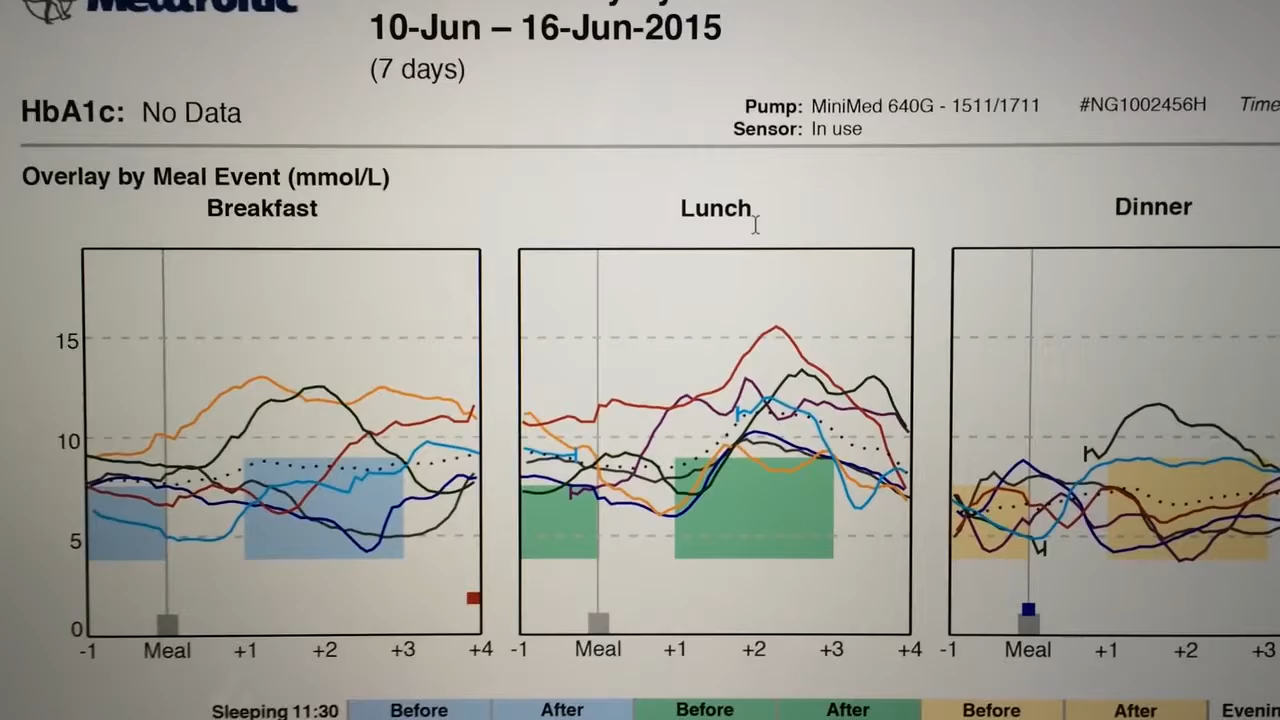 10-Jun – 16-Jun-2015
(7 days)
HbA1c: No Data
Pump: MiniMed 640G - 1511/1711 #NG1002456H Time
Sensor: In use
Overlay by Meal Event (mmol/L)
Breakfast Lunch Dinner
15
10
5
0
-1 Meal +1 +2 +3 +4 -1 Meal +1 +2 +3 +4 -1 Meal +1 +2 +3
Sleeping 11:30 Before After Before After Before After Evenin